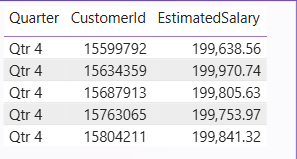 Quarter CustomerId EstimatedSalary
Qtr 4 15599792 199,638.56
Qtr 4 15634359 199,970.74
Qtr 4 15687913 199,805.63
Qtr 4 15763065 199,753.97
Qtr 4 15804211 199,841.32